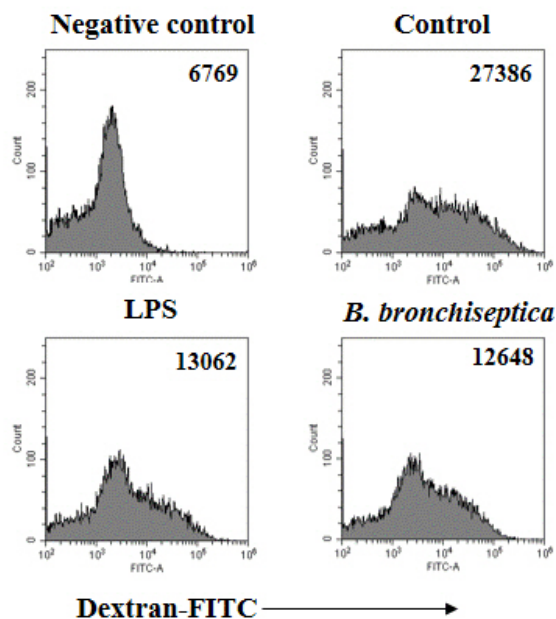 Negative control
6769
Count
200
100
0
10² 10³ 10⁴ 10⁵ 10⁶
FITC-A
Control
27386
Count
200
100
0
10² 10³ 10⁴ 10⁵ 10⁶
FITC-A
LPS
13062
Count
200
100
0
10² 10³ 10⁴ 10⁵ 10⁶
FITC-A
B. bronchiseptica
12648
Count
200
100
0
10² 10³ 10⁴ 10⁵ 10⁶
FITC-A
Dextran-FITC